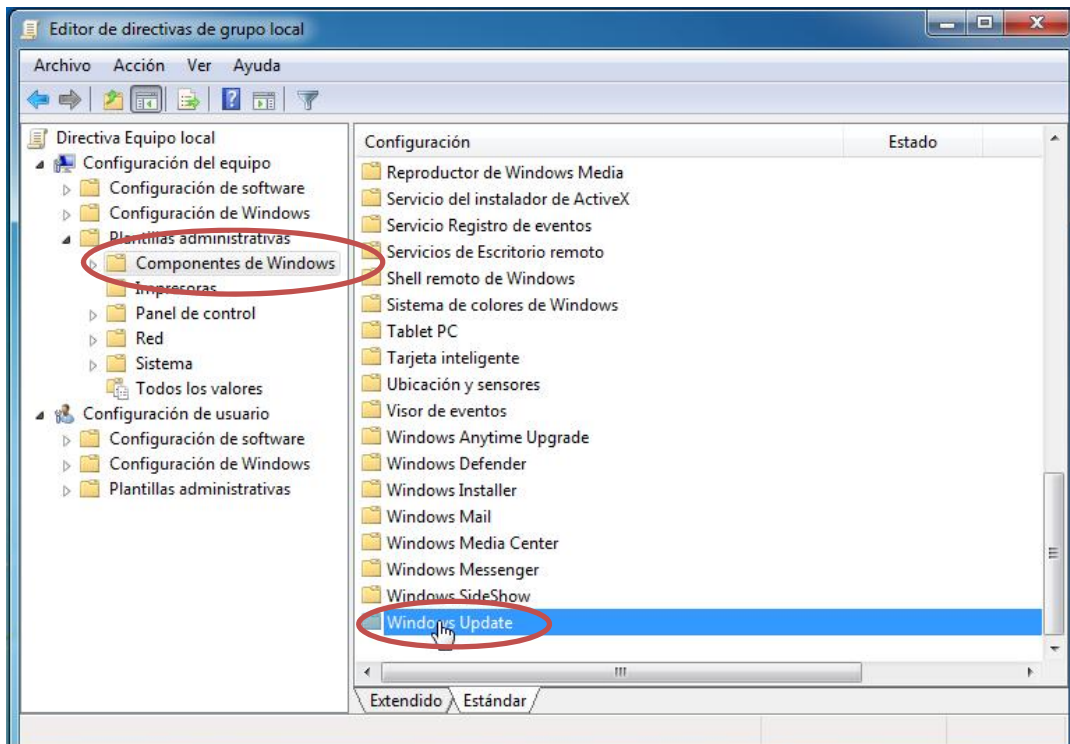 Editor de directivas de grupo local
Archivo Acción Ver Ayuda
Directiva Equipo local
Configuración del equipo
Configuración de software
Configuración de Windows
Plantillas administrativas
Componentes de Windows
Impresoras
Panel de control
Red
Sistema
Todos los valores
Configuración de usuario
Configuración de software
Configuración de Windows
Plantillas administrativas
Configuración Estado
Reproductor de Windows Media
Servicio del instalador de ActiveX
Servicio Registro de eventos
Servicios de Escritorio remoto
Shell remoto de Windows
Sistema de colores de Windows
Tablet PC
Tarjeta inteligente
Ubicación y sensores
Visor de eventos
Windows Anytime Upgrade
Windows Defender
Windows Installer
Windows Mail
Windows Media Center
Windows Messenger
Windows SideShow
Windows Update
Extendido Estándar